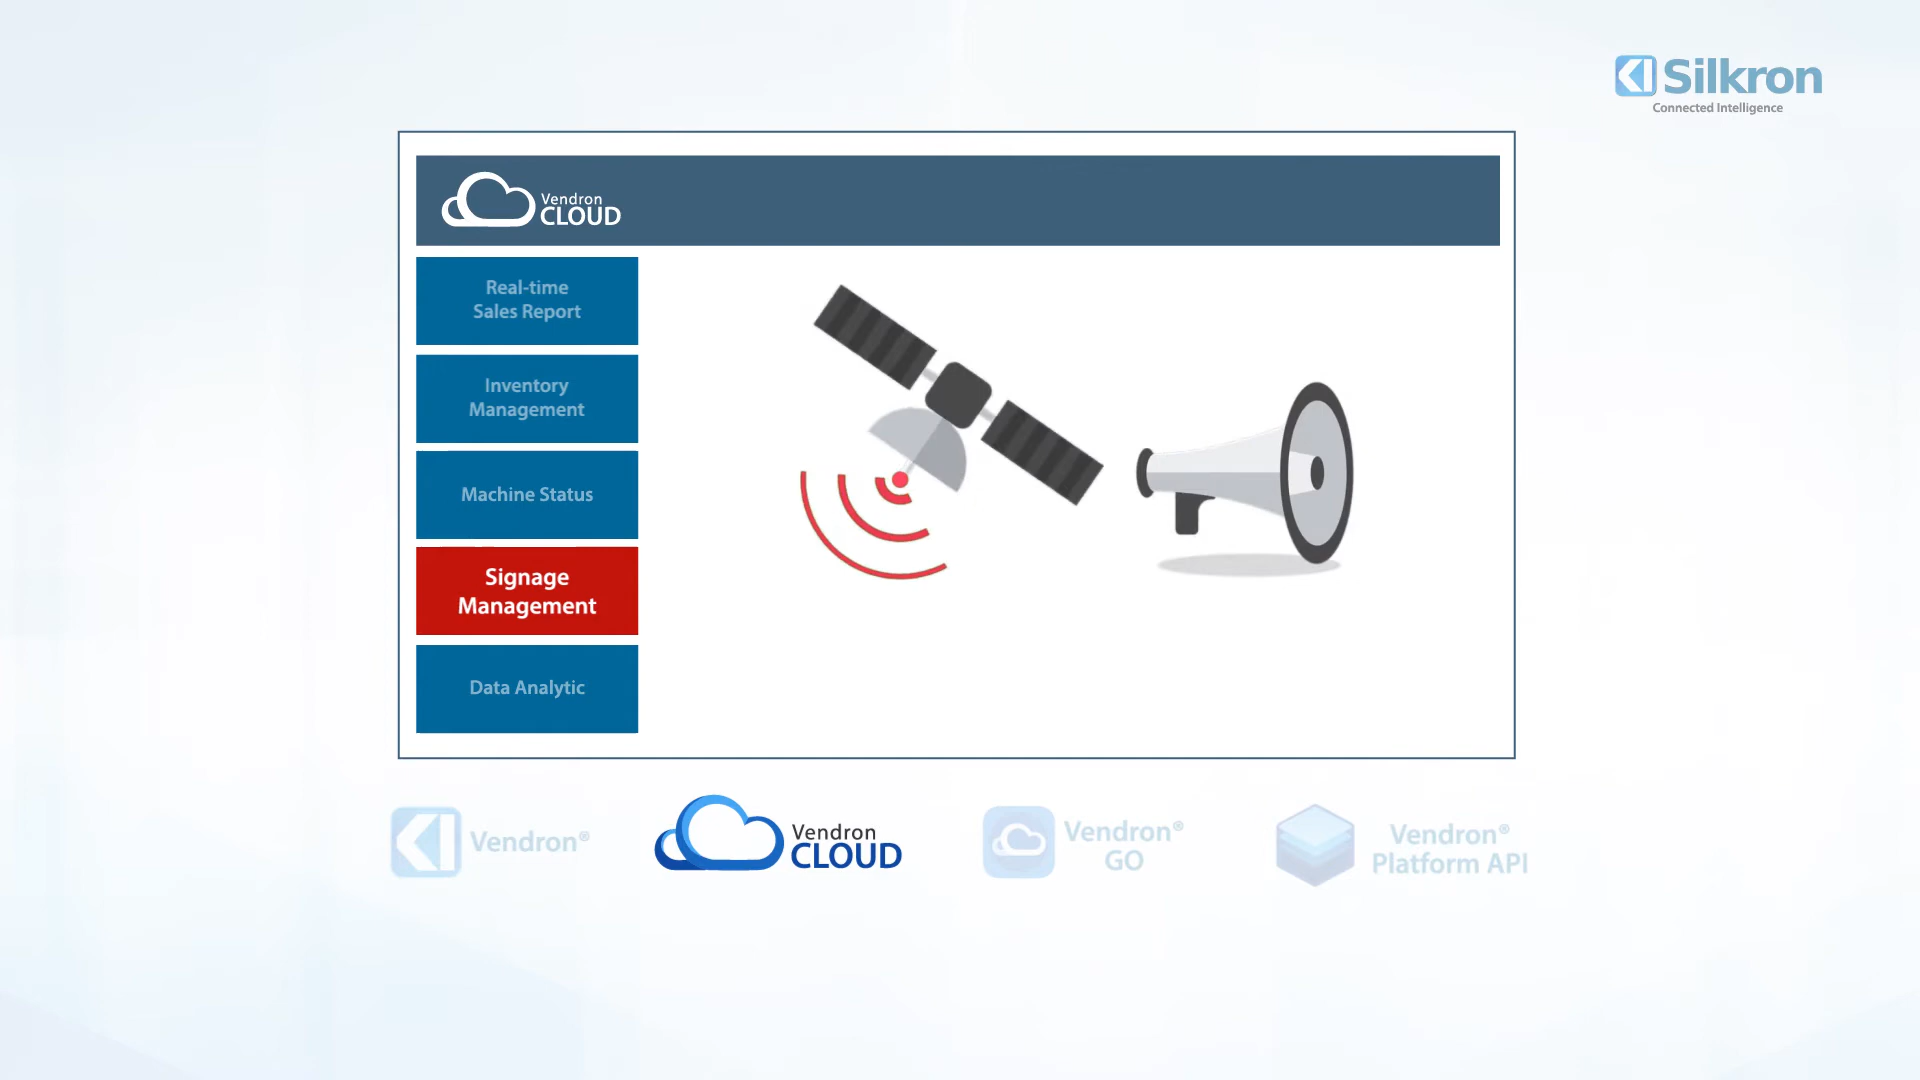 Silkron
Connected Intelligence
Vendron
CLOUD
Real-time
Sales Report
Inventory
Management
Machine Status
Signage
Management
Data Analytic
Vendron®
Vendron
CLOUD
Vendron®
GO
Vendron®
Platform API